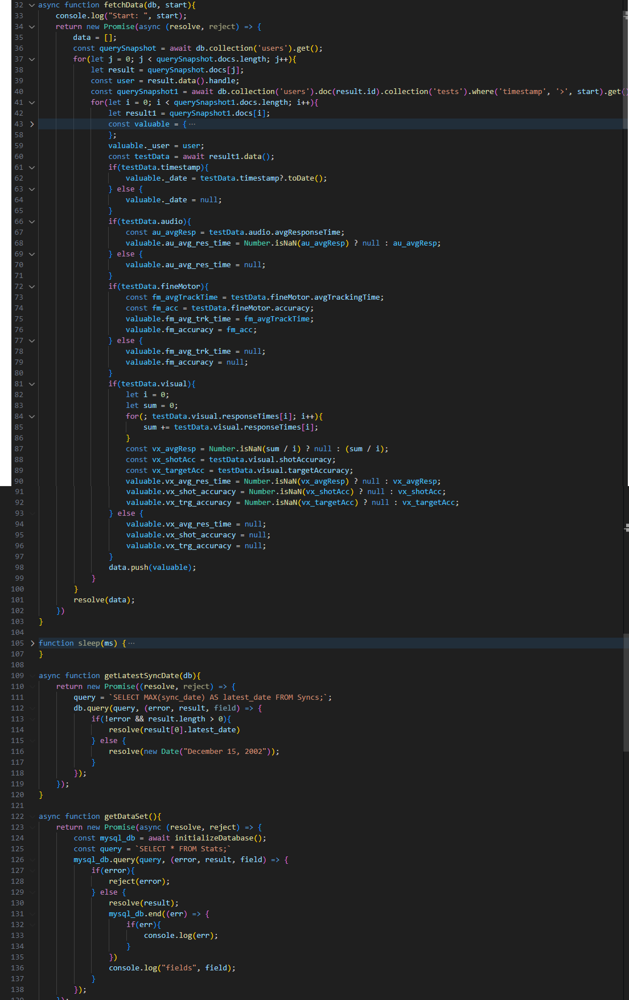 32 async function fetchData(db, start){
33 console.log("Start: ", start);
34 return new Promise(async (resolve, reject) => {
35 data = [];
36 const querySnapshot = await db.collection('users').get();
37 for(let j = 0; j < querySnapshot.docs.length; j++){
38 let result = querySnapshot.docs[j];
39 const user = result.data().handle;
40 const querySnapshot1 = await db.collection('users').doc(result.id).collection('tests').where('timestamp', '>', start).get()
41 for(let i = 0; i < querySnapshot1.docs.length; i++){
42 let result1 = querySnapshot1.docs[i];
43 const valuable = { ···
58 };
59 valuable._user = user;
60 const testData = await result1.data();
61 if(testData.timestamp){
62 valuable._date = testData.timestamp?.toDate();
63 } else {
64 valuable._date = null;
65 }
66 if(testData.audio){
67 const au_avgResp = testData.audio.avgResponseTime;
68 valuable.au_avg_res_time = Number.isNaN(au_avgResp) ? null : au_avgResp;
69 } else {
70 valuable.au_avg_res_time = null;
71 }
72 if(testData.fineMotor){
73 const fm_avgTrackTime = testData.fineMotor.avgTrackingTime;
74 const fm_acc = testData.fineMotor.accuracy;
75 valuable.fm_avg_trk_time = fm_avgTrackTime;
76 valuable.fm_accuracy = fm_acc;
77 } else {
78 valuable.fm_avg_trk_time = null;
79 valuable.fm_accuracy = null;
80 }
81 if(testData.visual){
82 let i = 0;
83 let sum = 0;
84 for(; testData.visual.responseTimes[i]; i++){
85 sum += testData.visual.responseTimes[i];
86 }
87 const vx_avgResp = Number.isNaN(sum / i) ? null : (sum / i);
88 const vx_shotAcc = testData.visual.shotAccuracy;
89 const vx_targetAcc = testData.visual.targetAccuracy;
90 valuable.vx_avg_res_time = Number.isNaN(vx_avgResp) ? null : vx_avgResp;
91 valuable.vx_shot_accuracy = Number.isNaN(vx_shotAcc) ? null : vx_shotAcc;
92 valuable.vx_trg_accuracy = Number.isNaN(vx_targetAcc) ? null : vx_targetAcc;
93 } else {
94 valuable.vx_avg_res_time = null;
95 valuable.vx_shot_accuracy = null;
96 valuable.vx_trg_accuracy = null;
97 }
98 data.push(valuable);
99 }
100 }
101 resolve(data);
102 })
103 }
104
105 function sleep(ms) { ···
107 }
108
109 async function getLatestSyncDate(db){
110 return new Promise((resolve, reject) => {
111 query = `SELECT MAX(sync_date) AS latest_date FROM Syncs;`;
112 db.query(query, (error, result, field) => {
113 if(!error && result.length > 0){
114 resolve(result[0].latest_date)
115 } else {
116 resolve(new Date("December 15, 2002"));
117 }
118 });
119 });
120 }
121
122 async function getDataSet(){
123 return new Promise(async (resolve, reject) => {
124 const mysql_db = await initializeDatabase();
125 const query = `SELECT * FROM Stats;`
126 mysql_db.query(query, (error, result, field) => {
127 if(error){
128 reject(error);
129 } else {
130 resolve(result);
131 mysql_db.end((err) => {
132 if(err){
133 console.log(err);
134 }
135 })
136 console.log("fields", field);
137 }
138 });
139 });